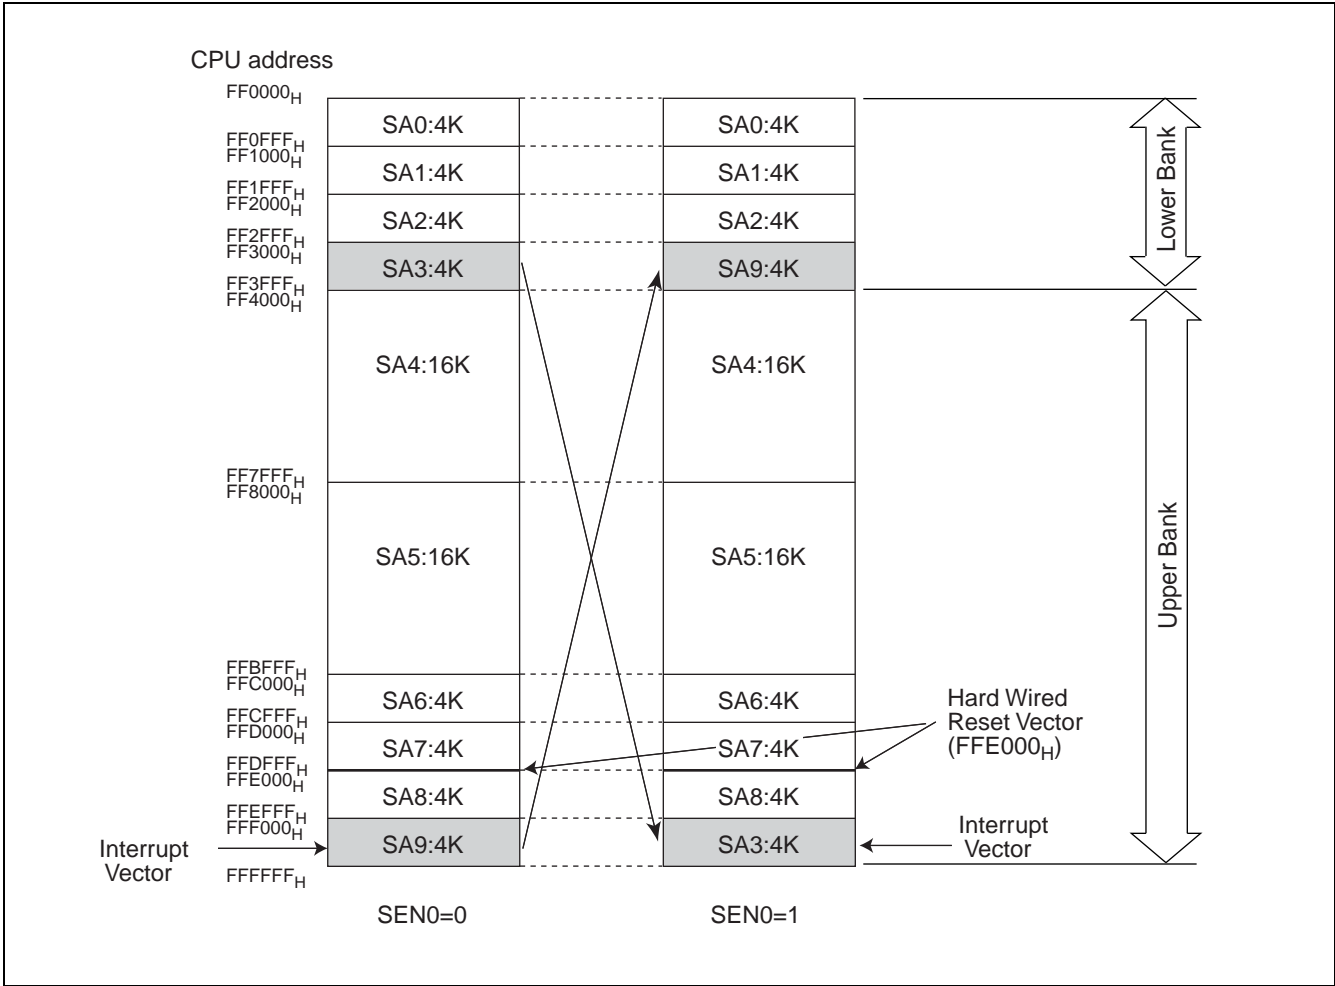 CPU address
FF0000H
FF0FFFH
FF1000H
FF1FFFH
FF2000H
FF2FFFH
FF3000H
FF3FFFH
FF4000H
FF7FFFH
FF8000H
FFBFFFH
FFC000H
FFCFFFH
FFD000H
FFDFFFH
FFE000H
FFEFFFH
FFF000H
FFFFFFH
Interrupt
Vector
SA0:4K
SA1:4K
SA2:4K
SA3:4K
SA4:16K
SA5:16K
SA6:4K
SA7:4K
SA8:4K
SA9:4K
SEN0=0
SA0:4K
SA1:4K
SA2:4K
SA9:4K
SA4:16K
SA5:16K
SA6:4K
SA7:4K
SA8:4K
SA3:4K
SEN0=1
Lower Bank
Upper Bank
Hard Wired
Reset Vector
(FFE000H)
Interrupt
Vector